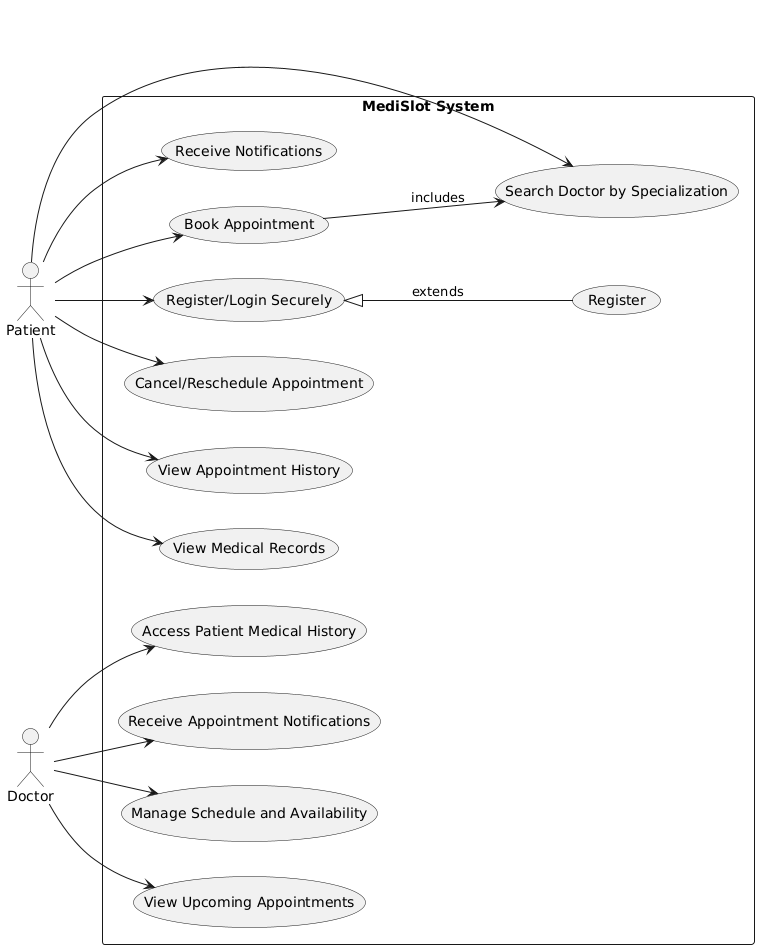 MediSlot System
Receive Notifications
Search Doctor by Specialization
includes
Book Appointment
extends
Register/Login Securely
Register
Patient
Cancel/Reschedule Appointment
View Appointment History
View Medical Records
Access Patient Medical History
Receive Appointment Notifications
Doctor
Manage Schedule and Availability
View Upcoming Appointments